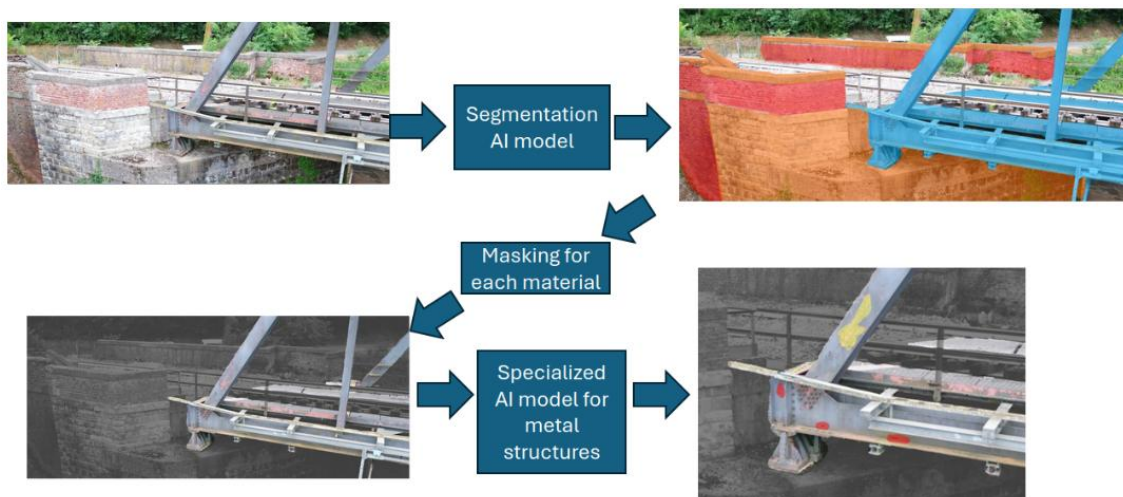 Segmentation
AI model
Masking for
each material
Specialized
AI model for
metal
structures